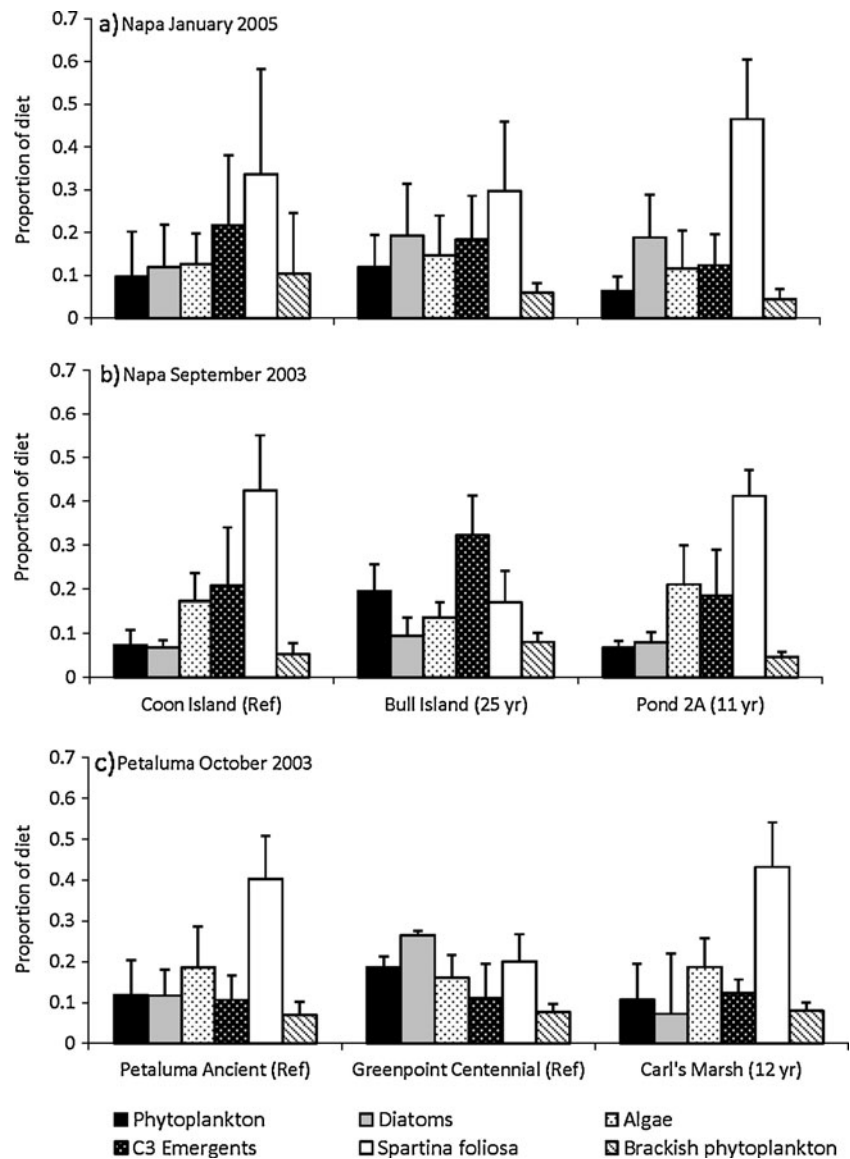 a) Napa January 2005
0.7
0.6
0.5
0.4
0.3
0.2
0.1
0
Proportion of diet
b) Napa September 2003
0.7
0.6
0.5
0.4
0.3
0.2
0.1
0
Proportion of diet
Coon Island (Ref) Bull Island (25 yr) Pond 2A (11 yr)
c) Petaluma October 2003
0.7
0.6
0.5
0.4
0.3
0.2
0.1
0
Proportion of diet
Petaluma Ancient (Ref) Greenpoint Centennial (Ref) Carl's Marsh (12 yr)
Phytoplankton Diatoms Algae
C3 Emergents Spartina foliosa Brackish phytoplankton